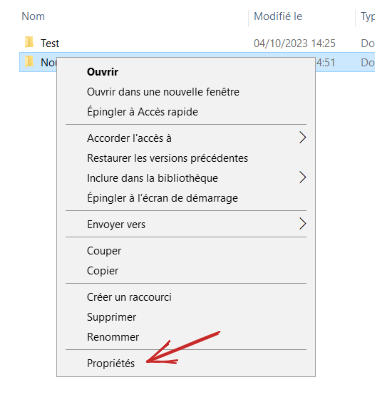 Nom Modifié le Typ
Test 04/10/2023 14:25 Do
Nou 4:51 Do
Ouvrir
Ouvrir dans une nouvelle fenêtre
Épingler à Accès rapide
Accorder l'accès à
Restaurer les versions précédentes
Inclure dans la bibliothèque
Épingler à l'écran de démarrage
Envoyer vers
Couper
Copier
Créer un raccourci
Supprimer
Renommer
Propriétés